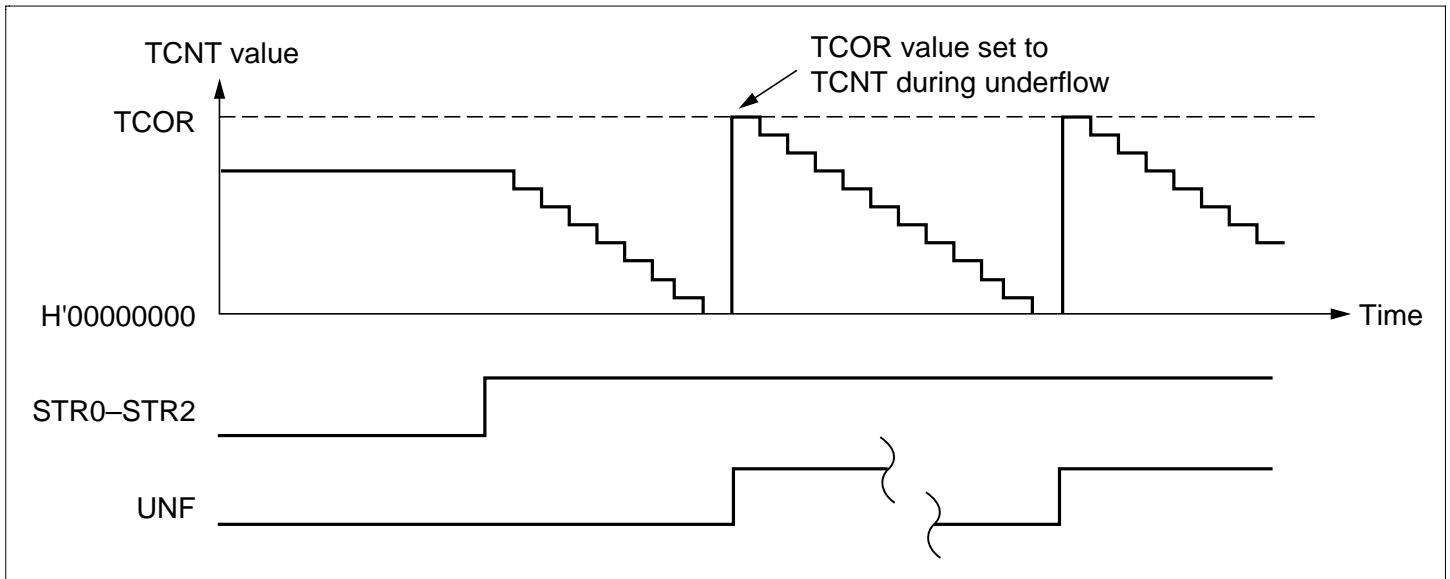 TCNT value
TCOR value set to
TCNT during underflow
TCOR
H'00000000
Time
STR0–STR2
UNF